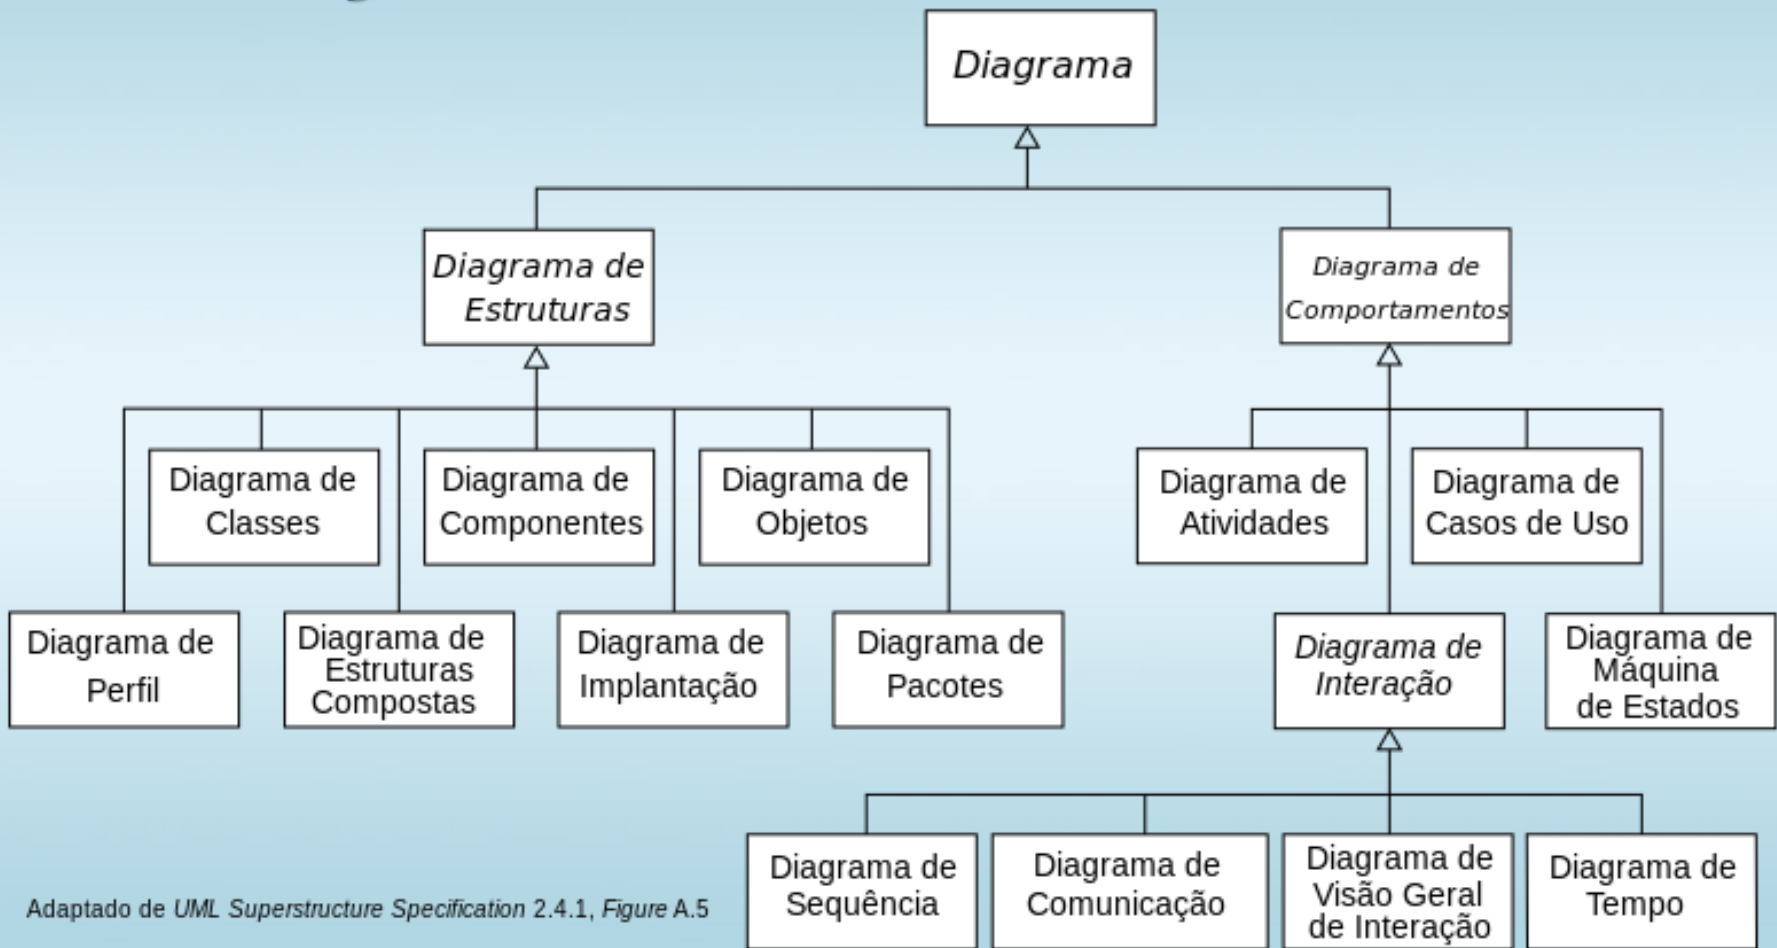 Diagrama
Diagrama de
Estruturas
Diagrama de
Comportamentos
Diagrama de
Classes
Diagrama de
Componentes
Diagrama de
Objetos
Diagrama de
Atividades
Diagrama de
Casos de Uso
Diagrama de
Perfil
Diagrama de
Estruturas
Compostas
Diagrama de
Implantação
Diagrama de
Pacotes
Diagrama de
Interação
Diagrama de
Máquina
de Estados
Diagrama de
Sequência
Diagrama de
Comunicação
Diagrama de
Visão Geral
de Interação
Diagrama de
Tempo
Adaptado de UML Superstructure Specification 2.4.1, Figure A.5